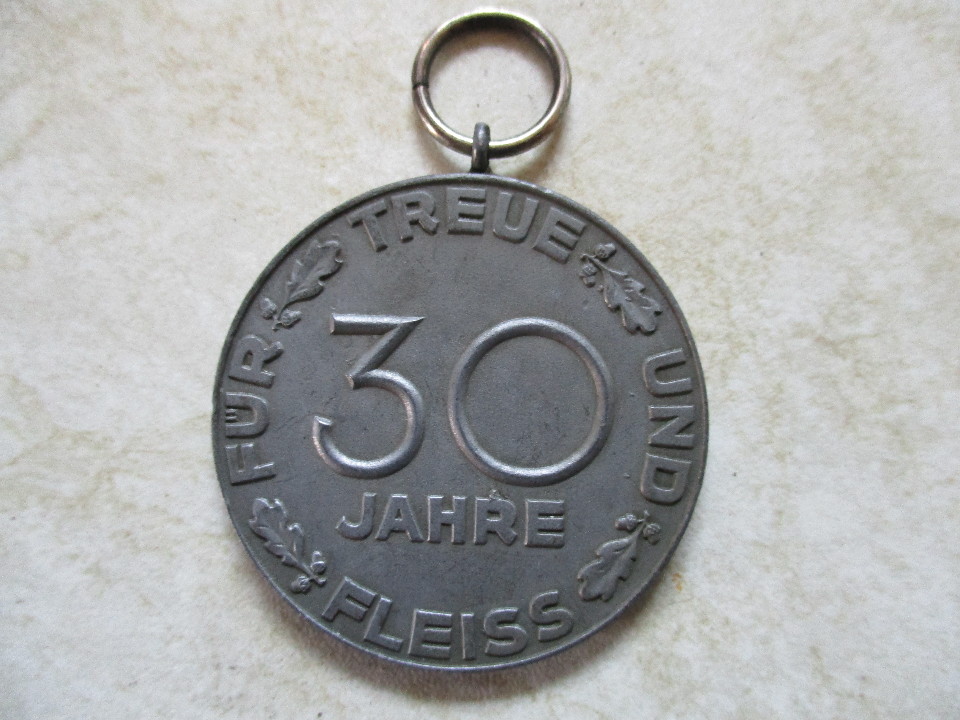 FÜR TREUE UND FLEISS
30
JAHRE